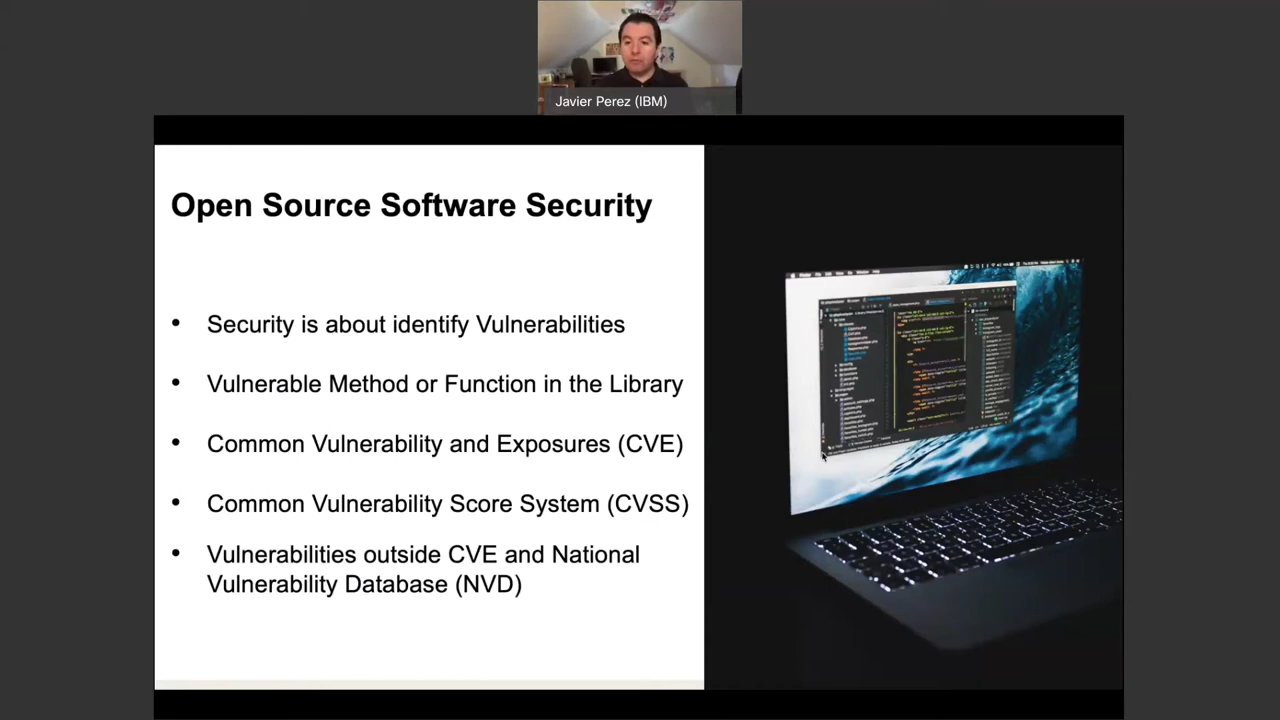 Javier Perez (IBM)
Open Source Software Security
• Security is about identify Vulnerabilities
• Vulnerable Method or Function in the Library
• Common Vulnerability and Exposures (CVE)
• Common Vulnerability Score System (CVSS)
• Vulnerabilities outside CVE and National
Vulnerability Database (NVD)